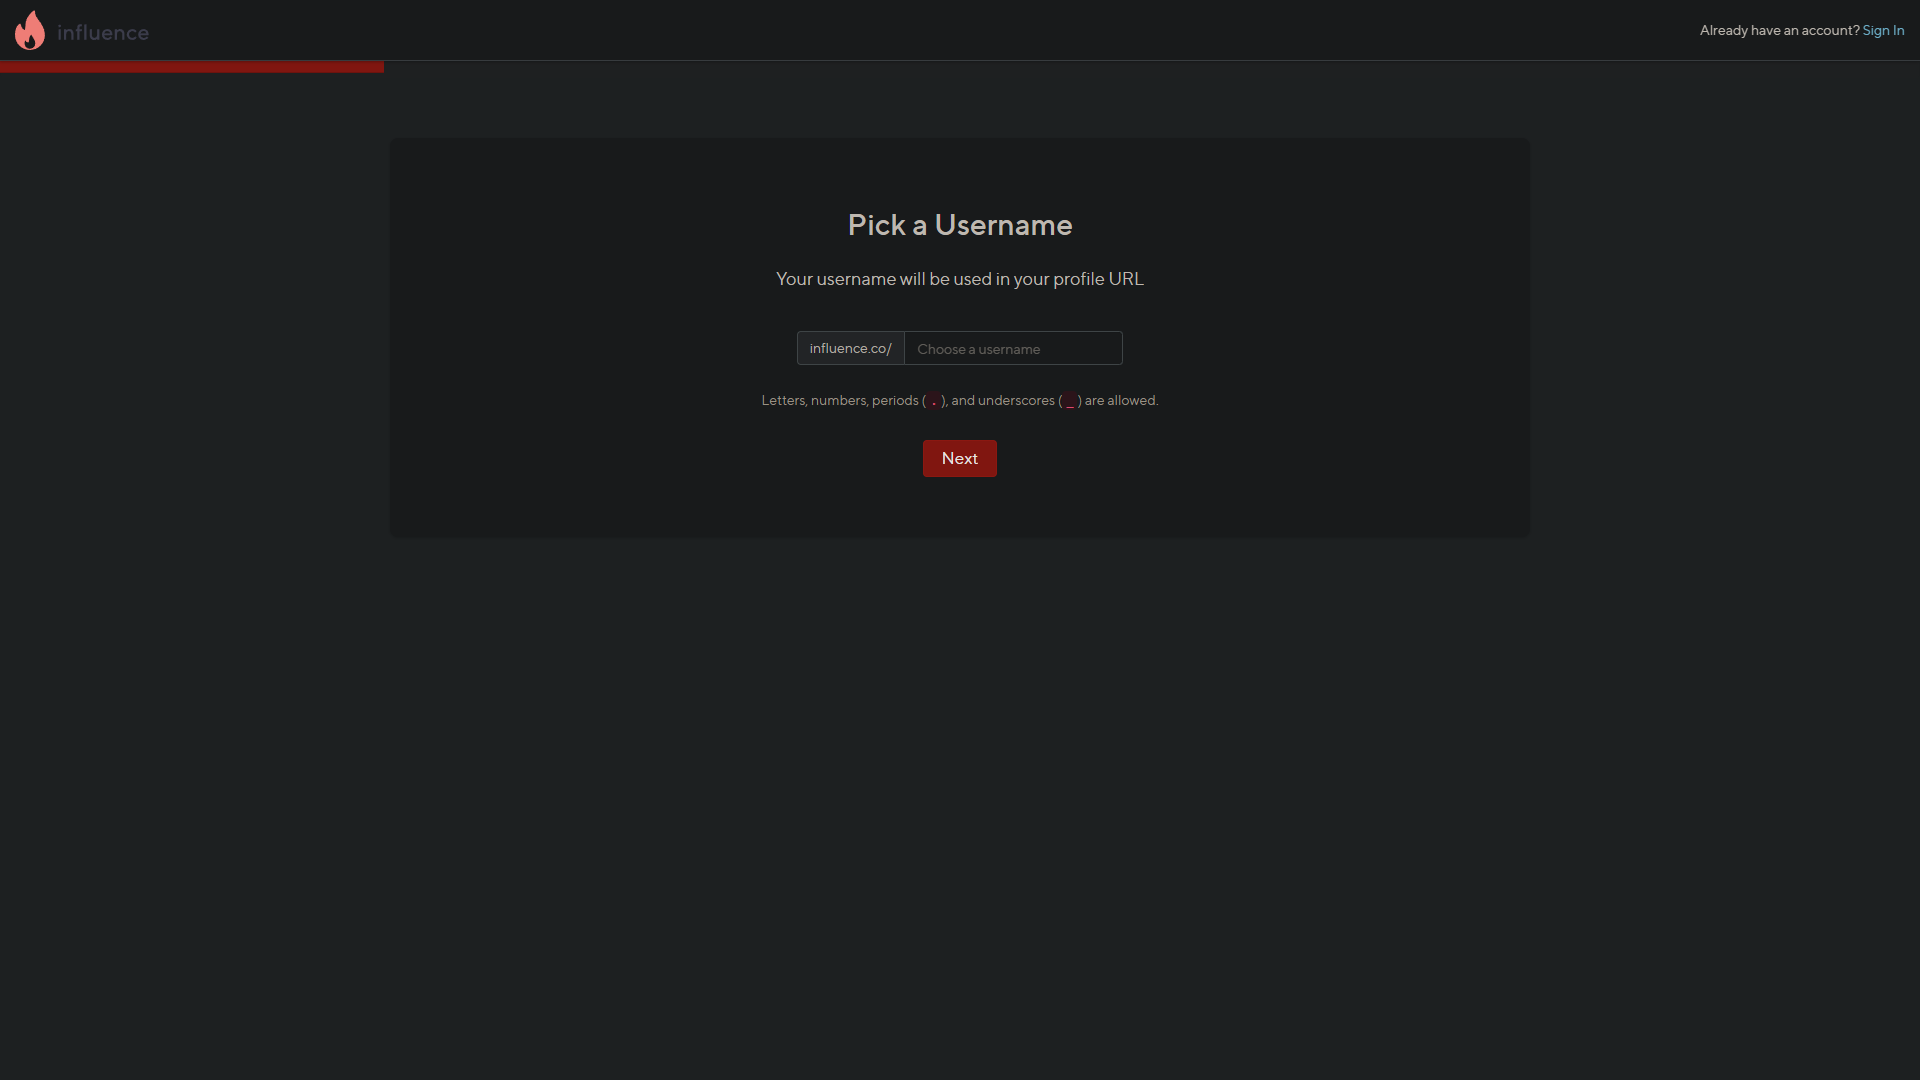 influence
Already have an account? Sign In
Pick a Username
Your username will be used in your profile URL
influence.co/ Choose a username
Letters, numbers, periods ( . ), and underscores ( _ ) are allowed.
Next